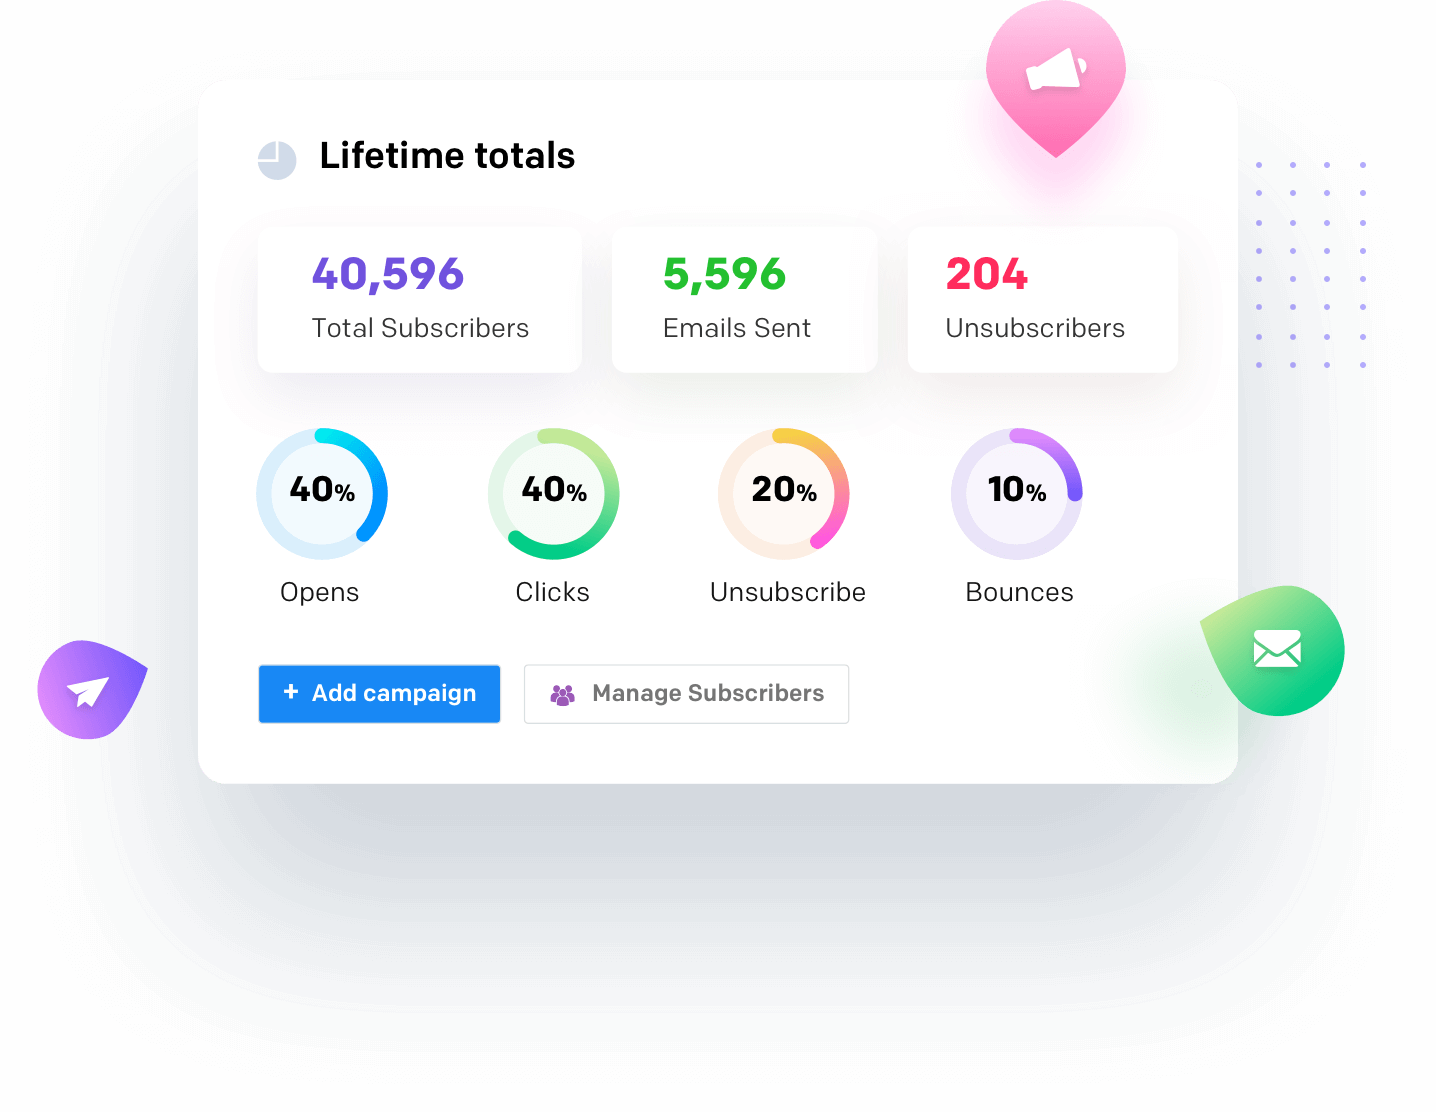 Lifetime totals
40,596
Total Subscribers
5,596
Emails Sent
204
Unsubscribers
40%
Opens
40%
Clicks
20%
Unsubscribe
10%
Bounces
+ Add campaign
Manage Subscribers